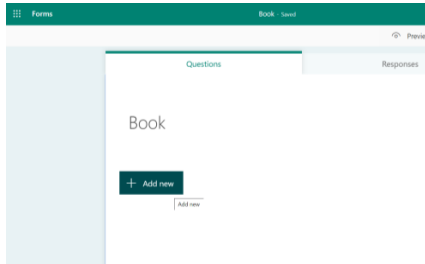 Forms
Book - Saved
Previe
Questions
Responses
Book
Add new
Add new